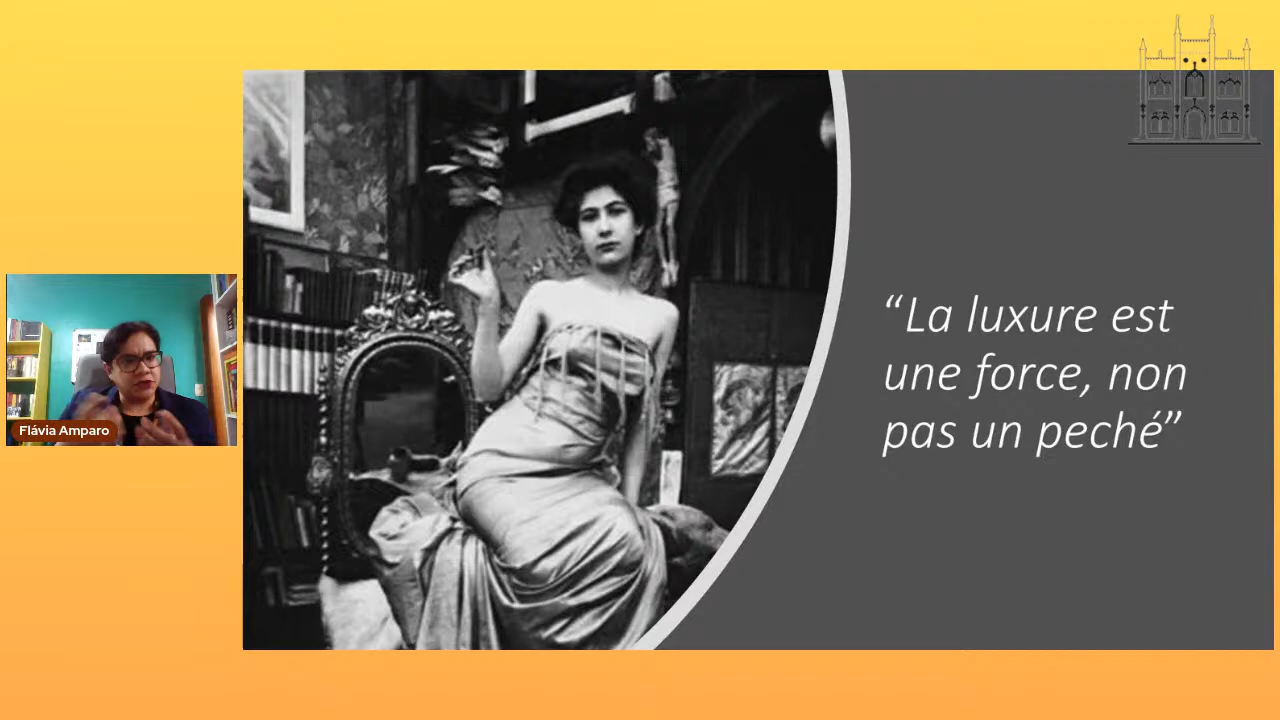 “La luxure est
une force, non
pas un peché”
Flávia Amparo